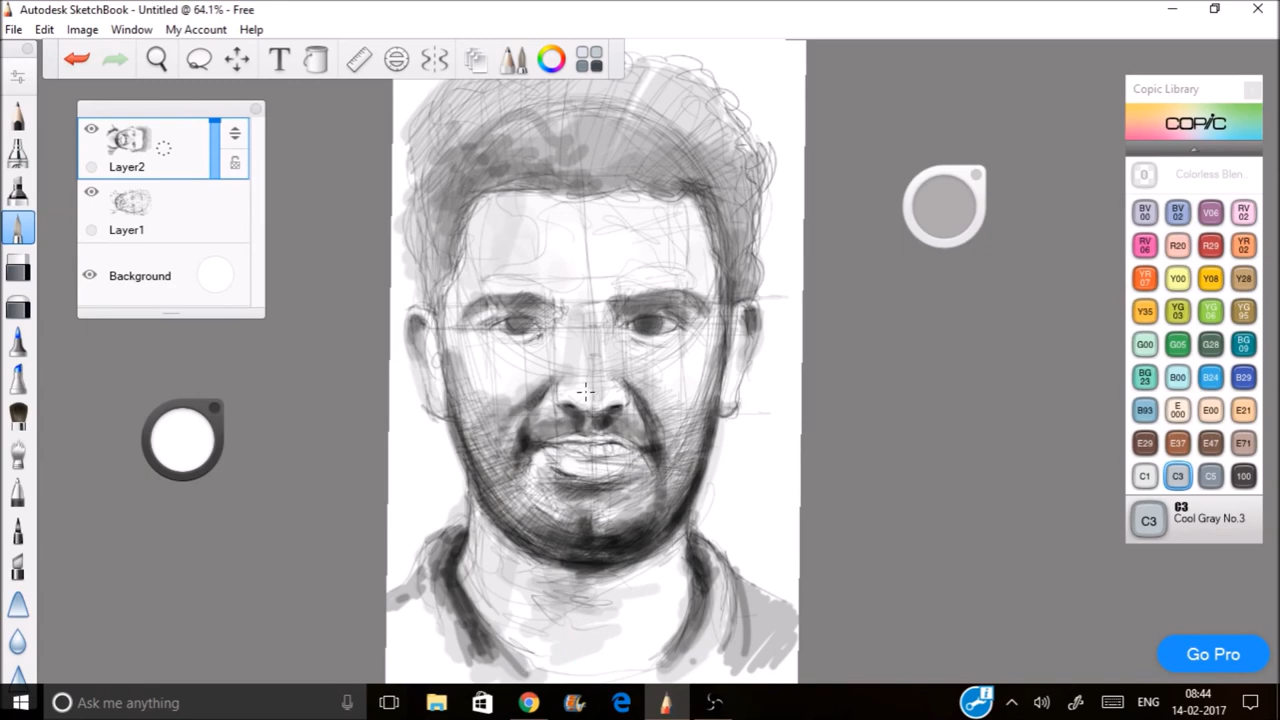 Autodesk SketchBook - Untitled @ 64.1% - Free
File Edit Image Window My Account Help
T
Layer2
Layer1
Background
Copic Library
COPIC
0 Colorless Blen...
BV 00 BV 02 V06 RV 02
RV 06 R20 R29 YR 02
YR 07 Y00 Y08 Y28
Y35 YG 03 YG 06 YG 95
G00 G05 G28 BG 09
BG 23 B00 B24 B29
B93 E 000 E00 E21
E29 E37 E47 E71
C1 C3 C5 100
C3
C3
Cool Gray No.3
Go Pro
Ask me anything
ENG
08:44
14-02-2017